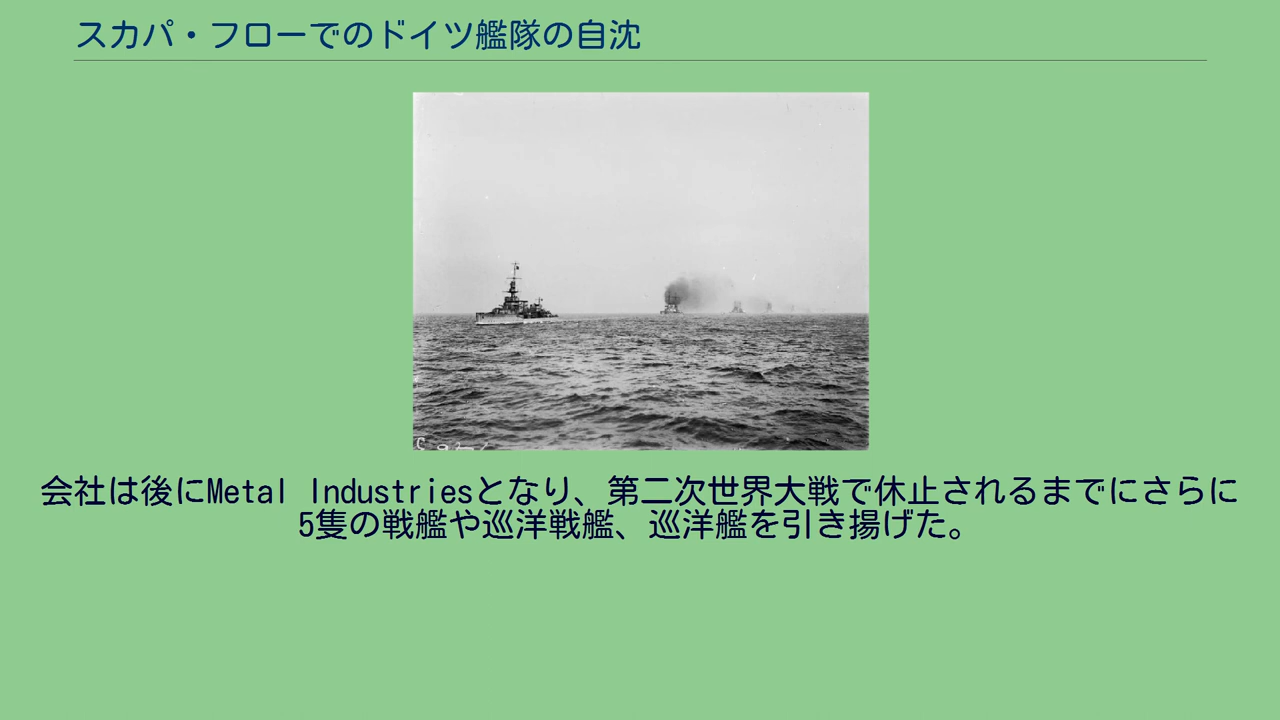 スカパ・フローでのドイツ艦隊の自沈
会社は後にMetal Industriesとなり、第二次世界大戦で休止されるまでにさらに
5隻の戦艦や巡洋戦艦、巡洋艦を引き揚げた。